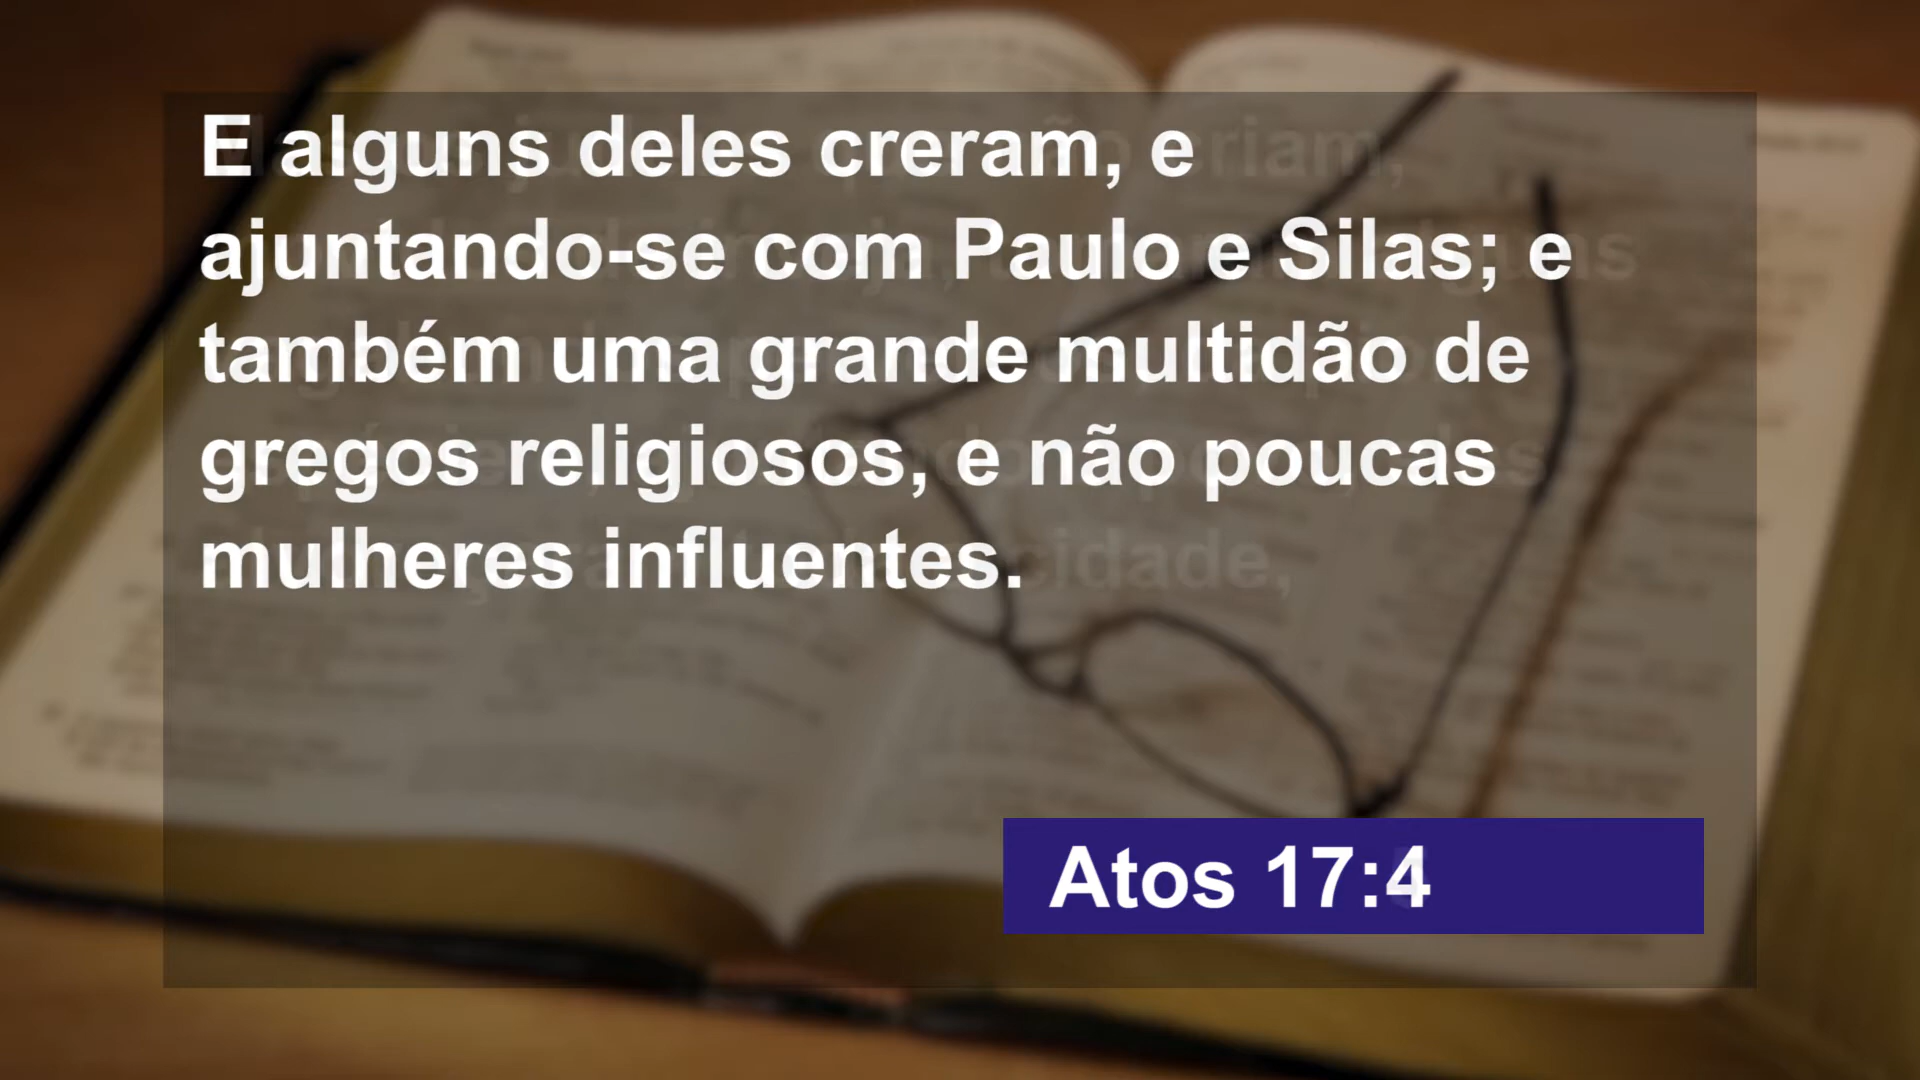 E alguns deles creram, e
ajuntando-se com Paulo e Silas; e
também uma grande multidão de
gregos religiosos, e não poucas
mulheres influentes.
Atos 17:4